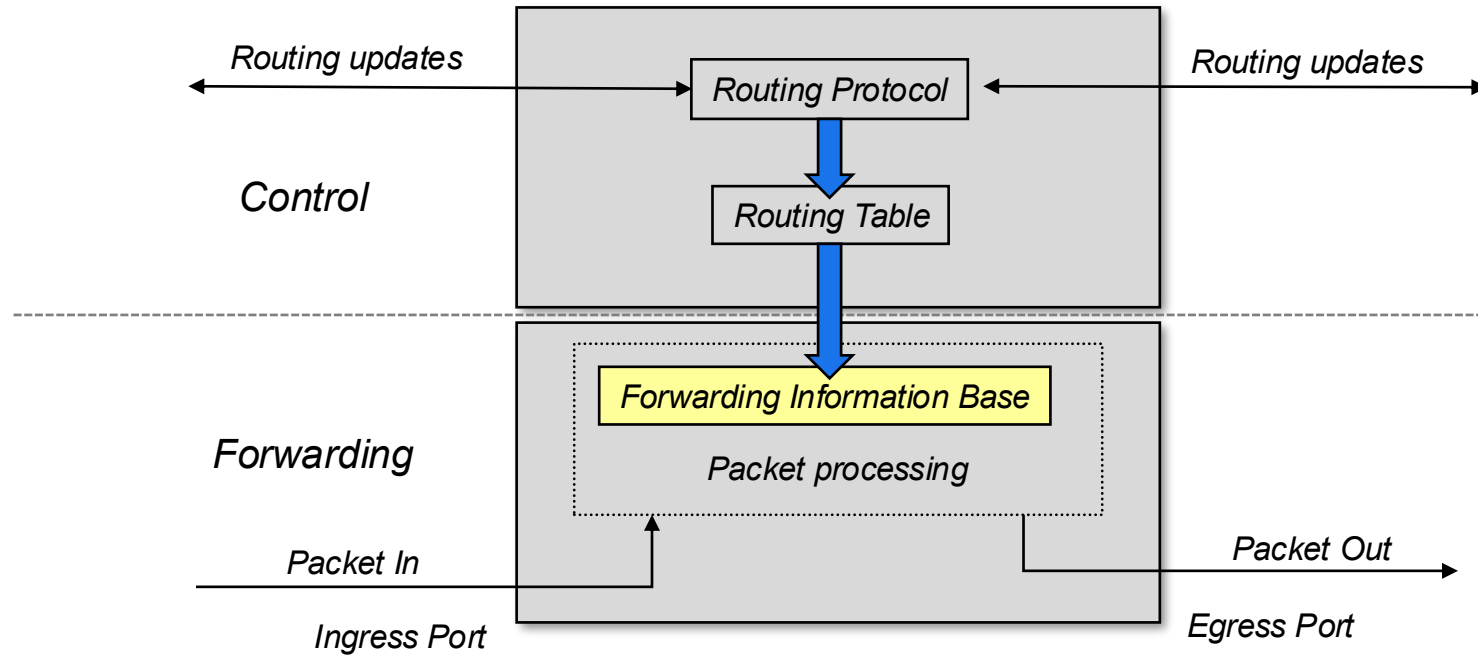 Routing updates
Routing updates
Routing Protocol
Control
Routing Table
Forwarding Information Base
Forwarding
Packet processing
Packet In
Packet Out
Ingress Port
Egress Port